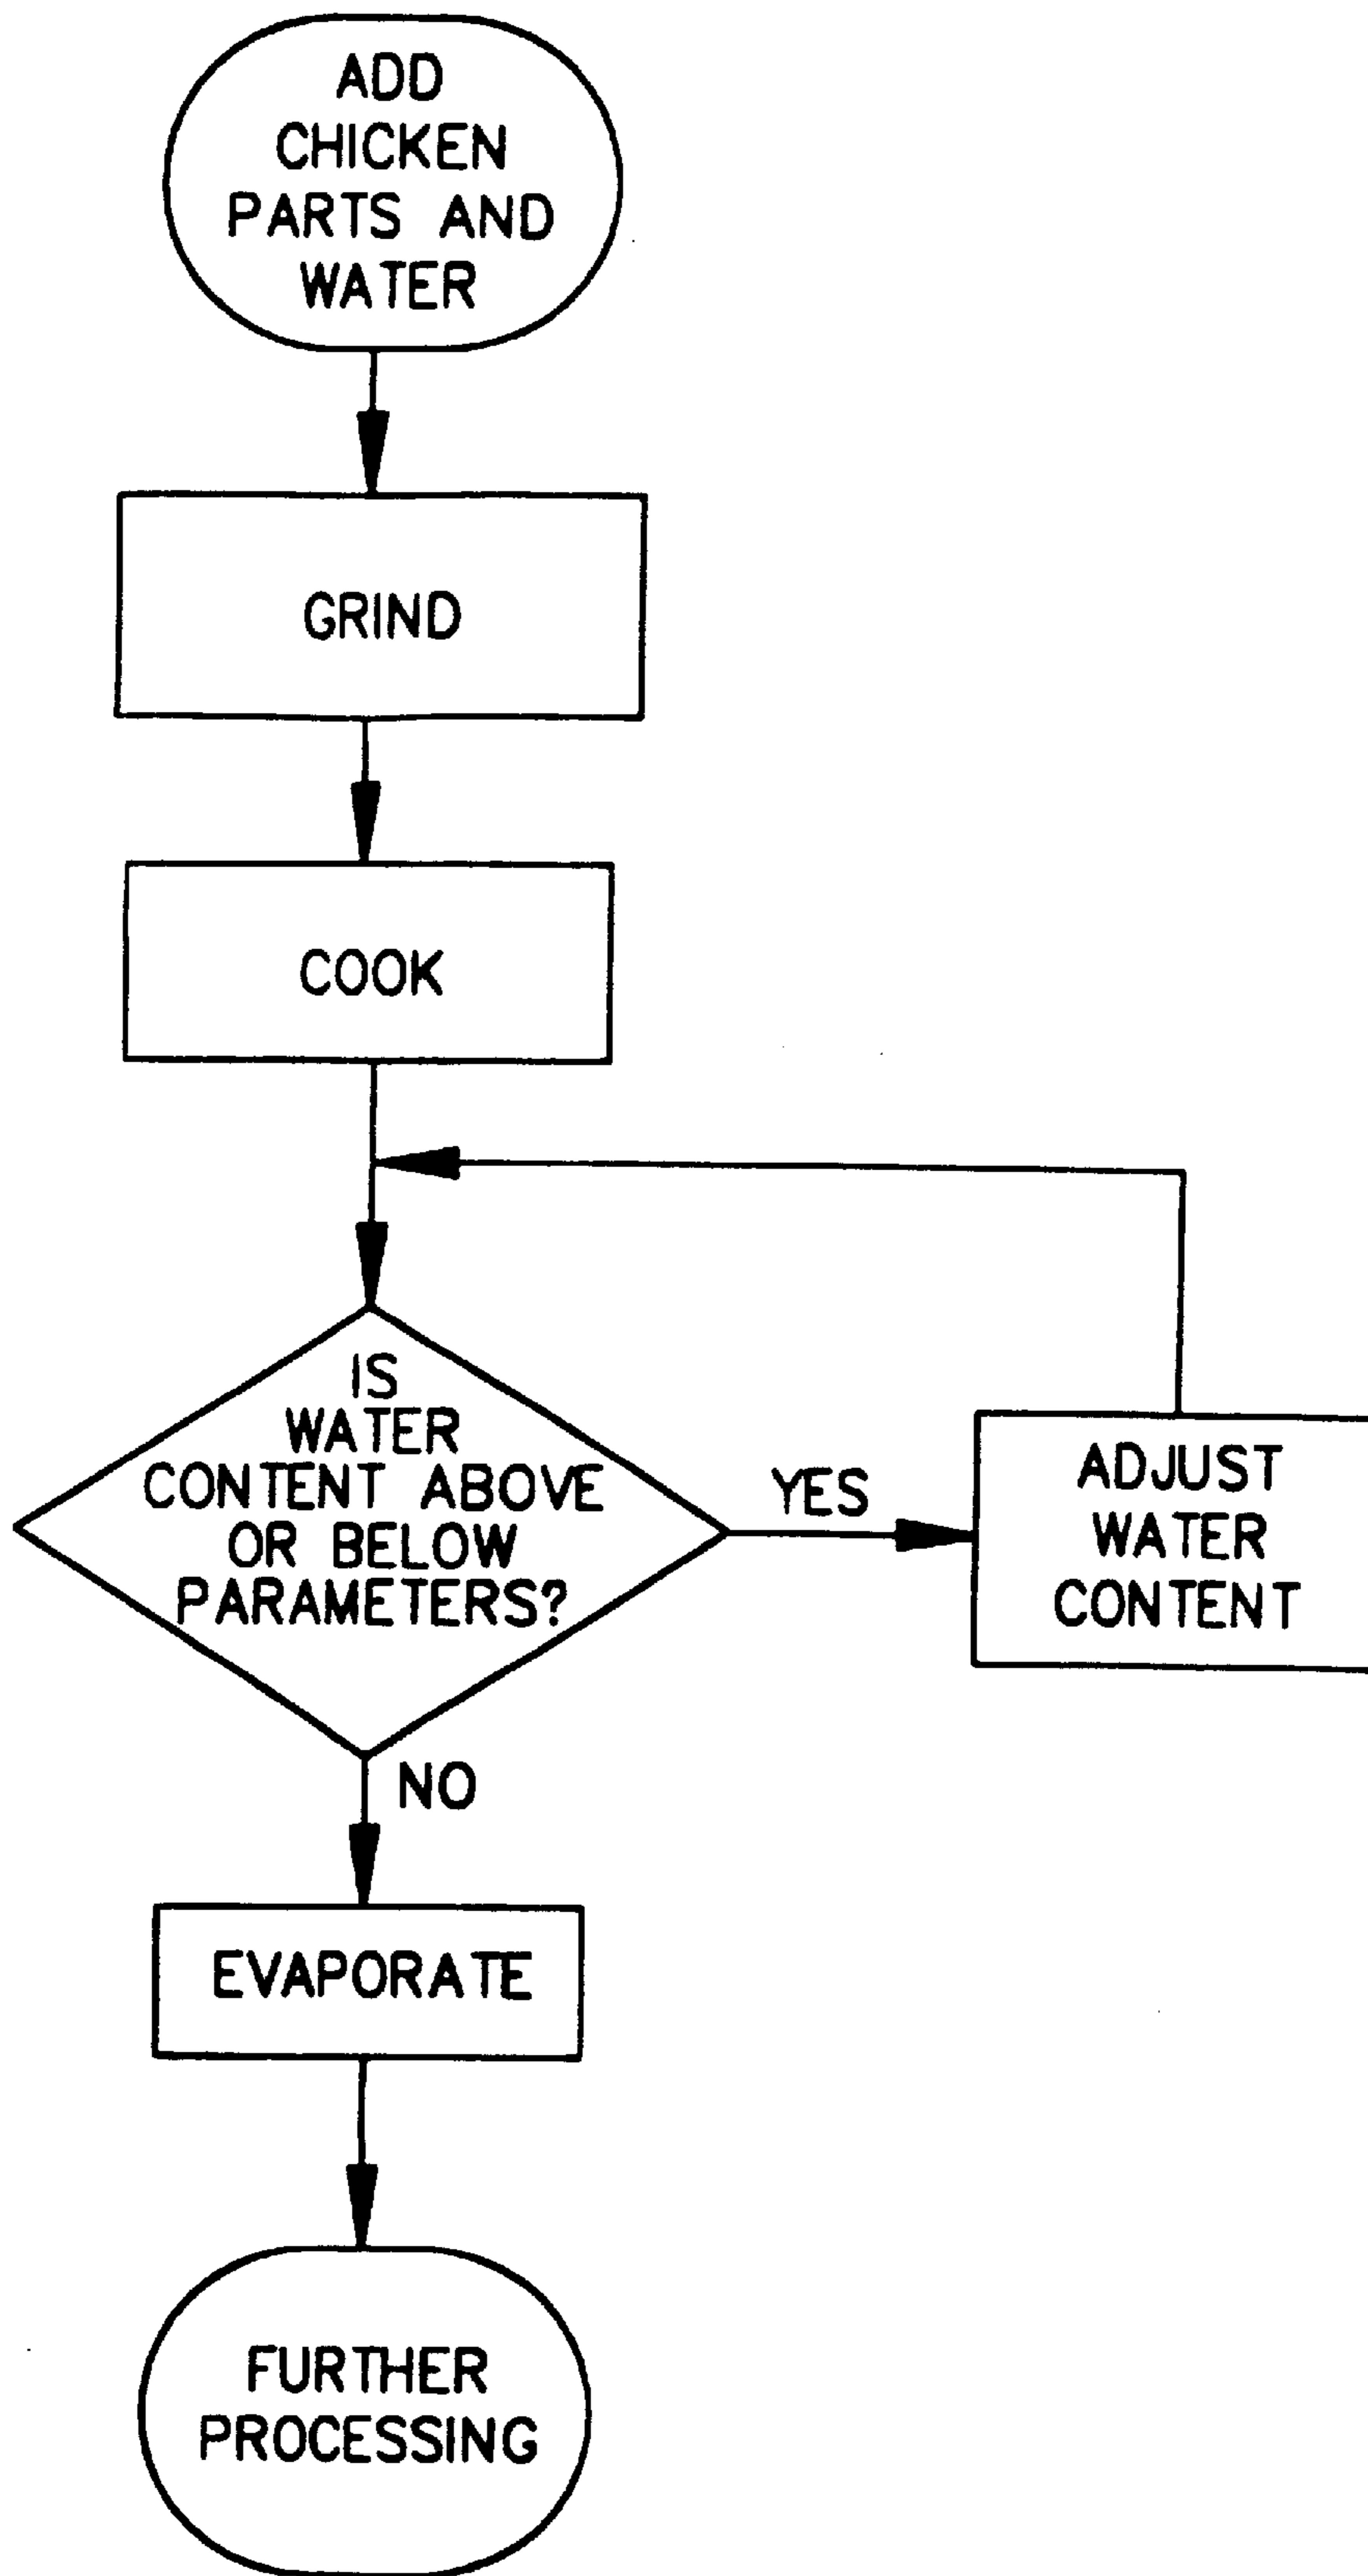 ADD
CHICKEN
PARTS AND
WATER
GRIND
COOK
IS
WATER
CONTENT ABOVE
OR BELOW
PARAMETERS?
YES
ADJUST
WATER
CONTENT
NO
EVAPORATE
FURTHER
PROCESSING